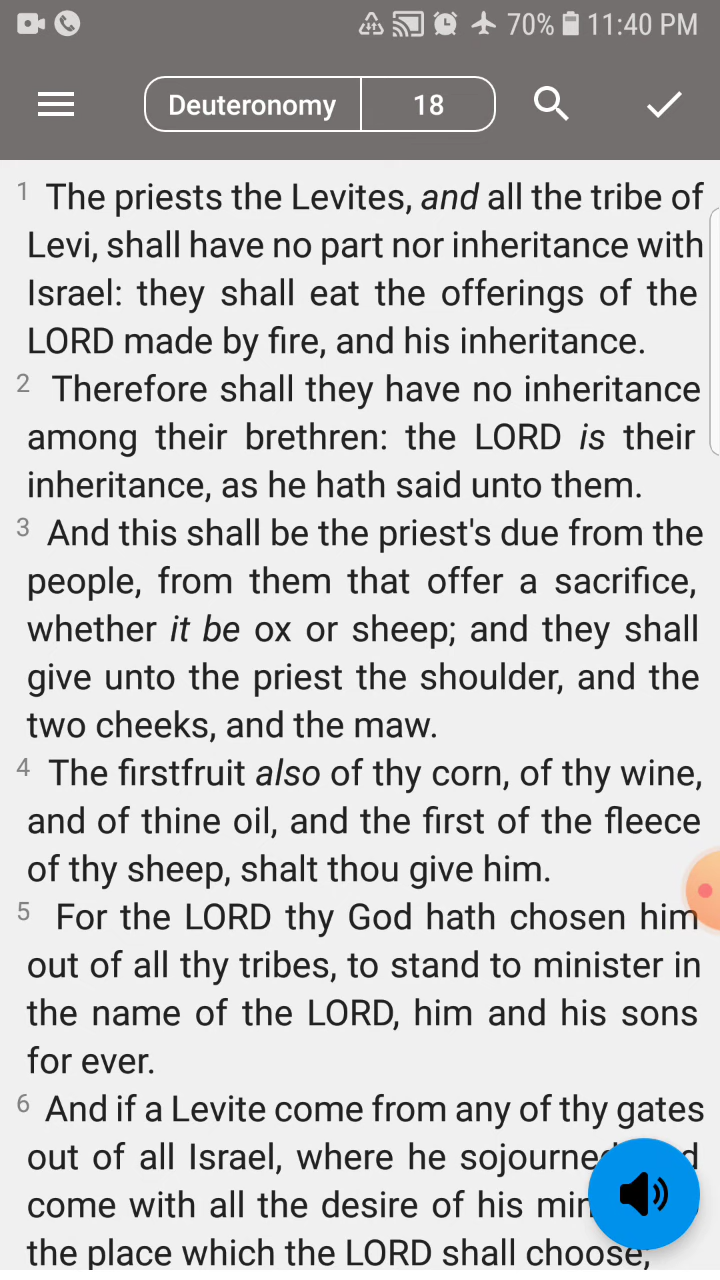 70% 11:40 PM
Deuteronomy 18
1 The priests the Levites, and all the tribe of
Levi, shall have no part nor inheritance with
Israel: they shall eat the offerings of the
LORD made by fire, and his inheritance.
2 Therefore shall they have no inheritance
among their brethren: the LORD is their
inheritance, as he hath said unto them.
3 And this shall be the priest's due from the
people, from them that offer a sacrifice,
whether it be ox or sheep; and they shall
give unto the priest the shoulder, and the
two cheeks, and the maw.
4 The firstfruit also of thy corn, of thy wine,
and of thine oil, and the first of the fleece
of thy sheep, shalt thou give him.
5 For the LORD thy God hath chosen him
out of all thy tribes, to stand to minister in
the name of the LORD, him and his sons
for ever.
6 And if a Levite come from any of thy gates
out of all Israel, where he
come with all the desire of his
the place which the LORD shall choose;